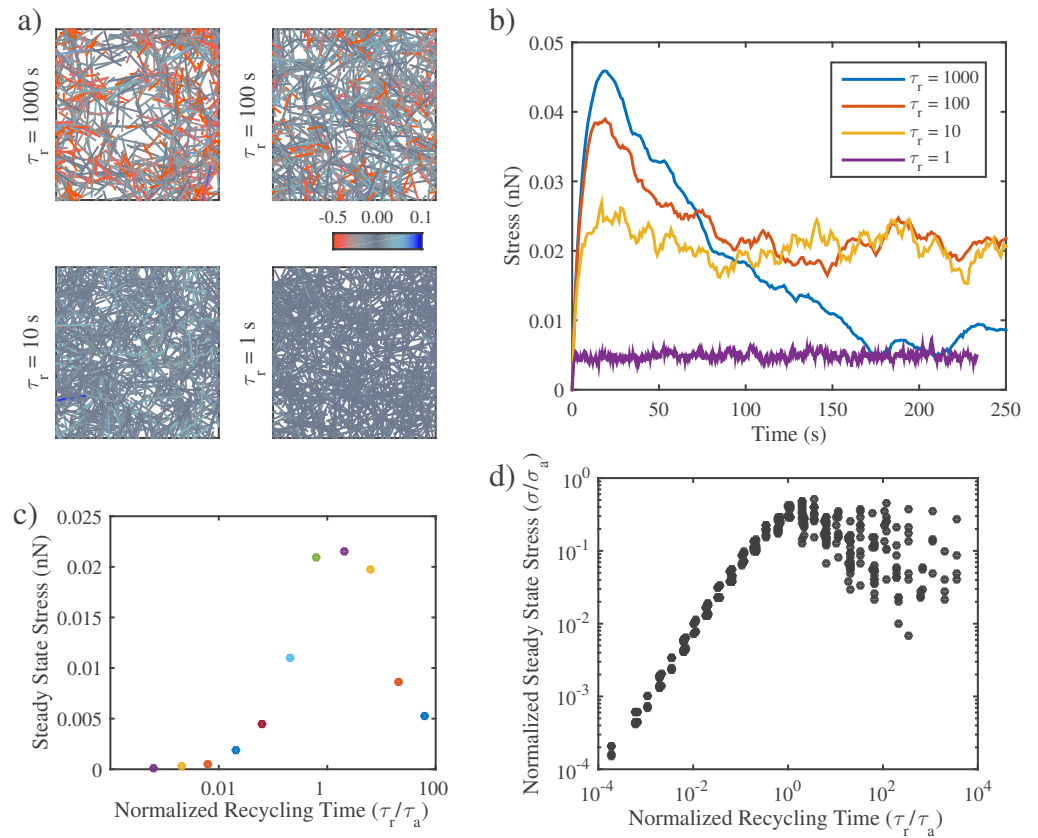 a)
τr = 1000 s
τr = 100 s
-0.5 0.00 0.1
τr = 10 s
τr = 1 s
b)
Stress (nN)
0.05
0.04
0.03
0.02
0.01
0
0 50 100 150 200 250
Time (s)
τr = 1000
τr = 100
τr = 10
τr = 1
c)
Steady State Stress (nN)
0.025
0.02
0.015
0.01
0.005
0
0.01 1 100
Normalized Recycling Time (τr/τa)
d)
Normalized Steady State Stress (σ/σa)
10^0
10^-1
10^-2
10^-3
10^-4
10^-4 10^-2 10^0 10^2 10^4
Normalized Recycling Time (τr/τa)